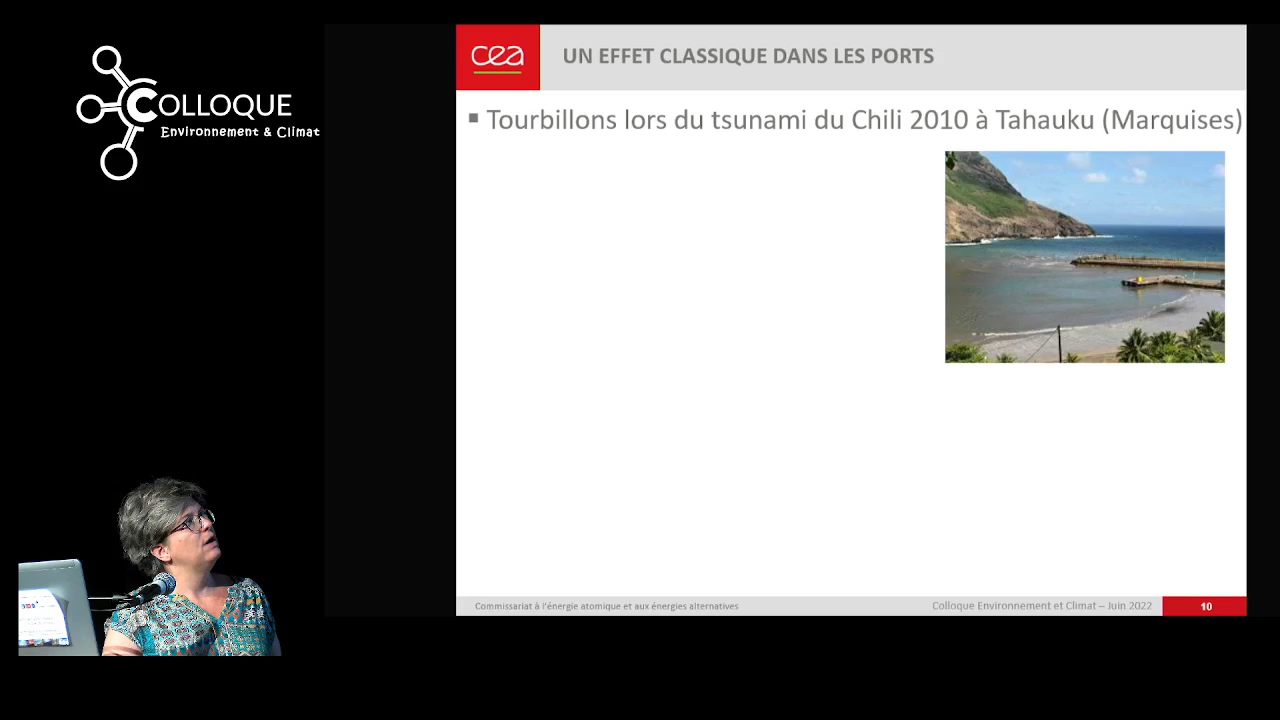 COLLOQUE
Environnement & Climat
cea
UN EFFET CLASSIQUE DANS LES PORTS
▪ Tourbillons lors du tsunami du Chili 2010 à Tahauku (Marquises)
Commissariat à l'énergie atomique et aux énergies alternatives
Colloque Environnement et Climat – Juin 2022
10